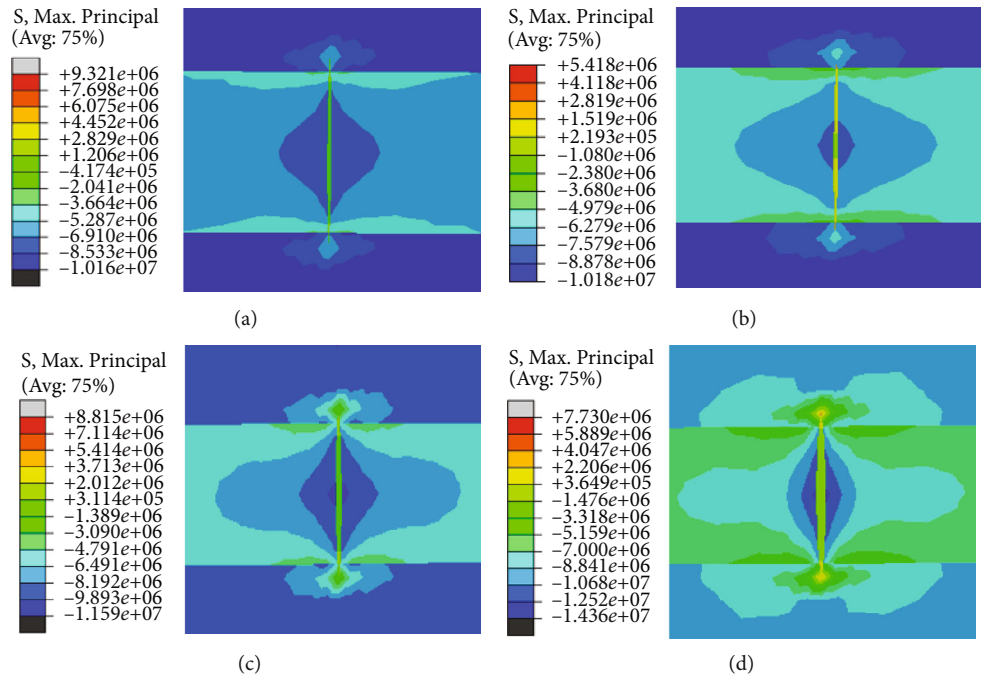 S, Max. Principal
(Avg: 75%)
+9.321e+06
+7.698e+06
+6.075e+06
+4.452e+06
+2.829e+06
+1.206e+06
−4.174e+05
−2.041e+06
−3.664e+06
−5.287e+06
−6.910e+06
−8.533e+06
−1.016e+07
(a)
S, Max. Principal
(Avg: 75%)
+5.418e+06
+4.118e+06
+2.819e+06
+1.519e+06
+2.193e+05
−1.080e+06
−2.380e+06
−3.680e+06
−4.979e+06
−6.279e+06
−7.579e+06
−8.878e+06
−1.018e+07
(b)
S, Max. Principal
(Avg: 75%)
+8.815e+06
+7.114e+06
+5.414e+06
+3.713e+06
+2.012e+06
+3.114e+05
−1.389e+06
−3.090e+06
−4.791e+06
−6.491e+06
−8.192e+06
−9.893e+06
−1.159e+07
(c)
S, Max. Principal
(Avg: 75%)
+7.730e+06
+5.889e+06
+4.047e+06
+2.206e+06
+3.649e+05
−1.476e+06
−3.318e+06
−5.159e+06
−7.000e+06
−8.841e+06
−1.068e+07
−1.252e+07
−1.436e+07
(d)